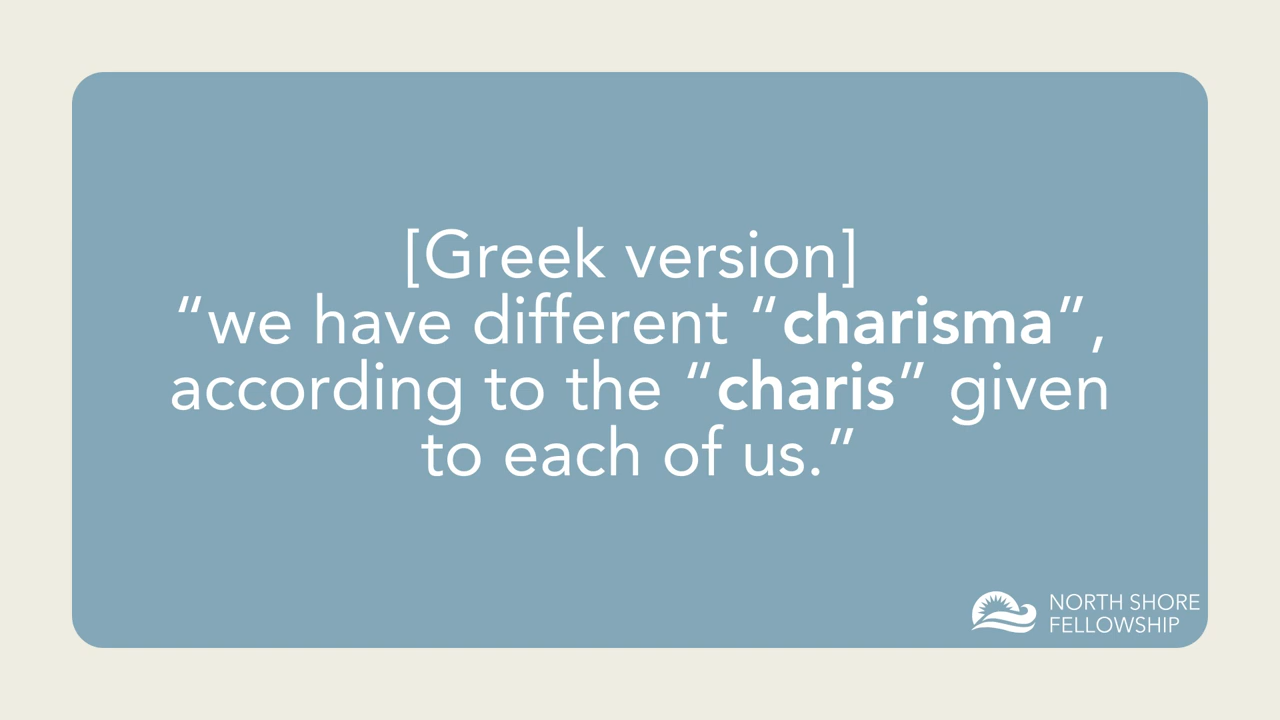 [Greek version]
“we have different “charisma”,
according to the “charis” given
to each of us.”
NORTH SHORE
FELLOWSHIP